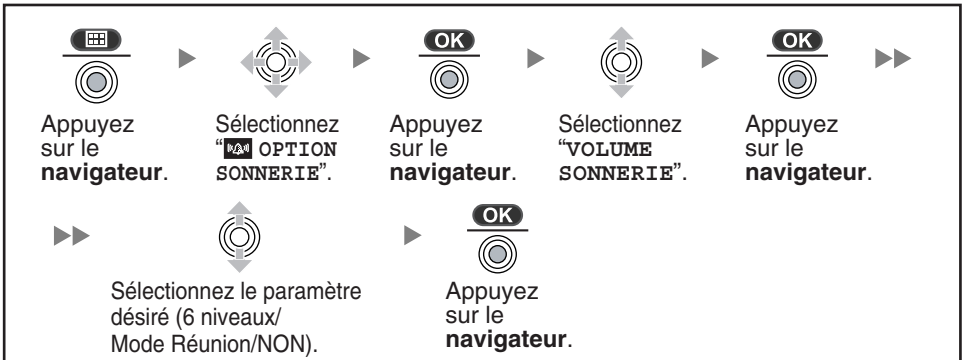 Appuyez
sur le
navigateur.
Sélectionnez
“ OPTION
SONNERIE”.
OK
Appuyez
sur le
navigateur.
Sélectionnez
“VOLUME
SONNERIE”.
OK
Appuyez
sur le
navigateur.
Sélectionnez le paramètre
désiré (6 niveaux/
Mode Réunion/NON).
OK
Appuyez
sur le
navigateur.